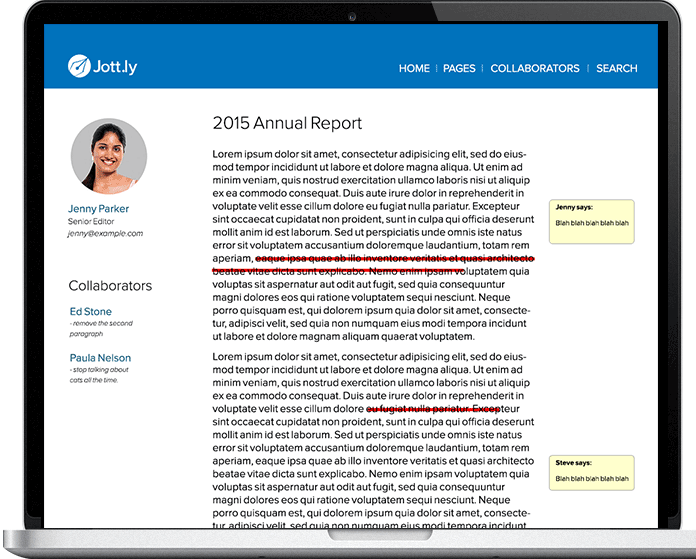 Jott.ly
HOME | PAGES | COLLABORATORS | SEARCH
Jenny Parker
Senior Editor
jenny@example.com
Collaborators
Ed Stone
- remove the second
paragraph
Paula Nelson
- stop talking about
cats all the time.
2015 Annual Report
Lorem ipsum dolor sit amet, consectetur adipisicing elit, sed do eius-
mod tempor incididunt ut labore et dolore magna aliqua. Ut enim ad
minim veniam, quis nostrud exercitation ullamco laboris nisi ut aliquip
ex ea commodo consequat. Duis aute irure dolor in reprehenderit in
voluptate velit esse cillum dolore eu fugiat nulla pariatur. Excepteur
sint occaecat cupidatat non proident, sunt in culpa qui officia deserunt
mollit anim id est laborum. Sed ut perspiciatis unde omnis iste natus
error sit voluptatem accusantium doloremque laudantium, totam rem
aperiam, eaque ipsa quae ab illo inventore veritatis et quasi architecto
beatae vitae dicta sunt explicabo. Nemo enim ipsam voluptatem quia
voluptas sit aspernatur aut odit aut fugit, sed quia consequuntur
magni dolores eos qui ratione voluptatem sequi nesciunt. Neque
porro quisquam est, qui dolorem ipsum quia dolor sit amet, consecte-
tur, adipisci velit, sed quia non numquam eius modi tempora incidunt
ut labore et dolore magnam aliquam quaerat voluptatem.
Lorem ipsum dolor sit amet, consectetur adipisicing elit, sed do eius-
mod tempor incididunt ut labore et dolore magna aliqua. Ut enim ad
minim veniam, quis nostrud exercitation ullamco laboris nisi ut aliquip
ex ea commodo consequat. Duis aute irure dolor in reprehenderit in
voluptate velit esse cillum dolore eu fugiat nulla pariatur. Excepteur
sint occaecat cupidatat non proident, sunt in culpa qui officia deserunt
mollit anim id est laborum. Sed ut perspiciatis unde omnis iste natus
error sit voluptatem accusantium doloremque laudantium, totam rem
aperiam, eaque ipsa quae ab illo inventore veritatis et quasi architecto
beatae vitae dicta sunt explicabo. Nemo enim ipsam voluptatem quia
voluptas sit aspernatur aut odit aut fugit, sed quia consequuntur
magni dolores eos qui ratione voluptatem sequi nesciunt. Neque
porro quisquam est, qui dolorem ipsum quia dolor sit amet, consecte-
tur, adipisci velit, sed quia non numquam eius modi tempora incidunt
Jenny says:
Blah blah blah blah blah
Steve says:
Blah blah blah blah blah